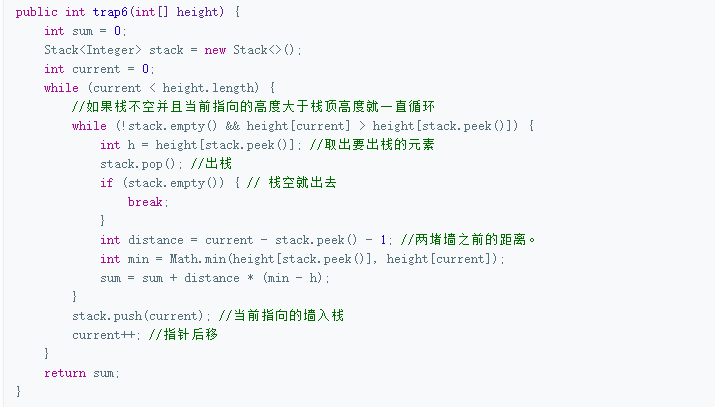 public int trap6(int[] height) {
    int sum = 0;
    Stack<Integer> stack = new Stack<>();
    int current = 0;
    while (current < height.length) {
        //如果栈不空并且当前指向的高度大于栈顶高度就一直循环
        while (!stack.empty() && height[current] > height[stack.peek()]) {
            int h = height[stack.peek()]; //取出要出栈的元素
            stack.pop(); //出栈
            if (stack.empty()) { // 栈空就出去
                break;
            }
            int distance = current - stack.peek() - 1; //两堵墙之前的距离。
            int min = Math.min(height[stack.peek()], height[current]);
            sum = sum + distance * (min - h);
        }
        stack.push(current); //当前指向的墙入栈
        current++; //指针后移
    }
    return sum;
}